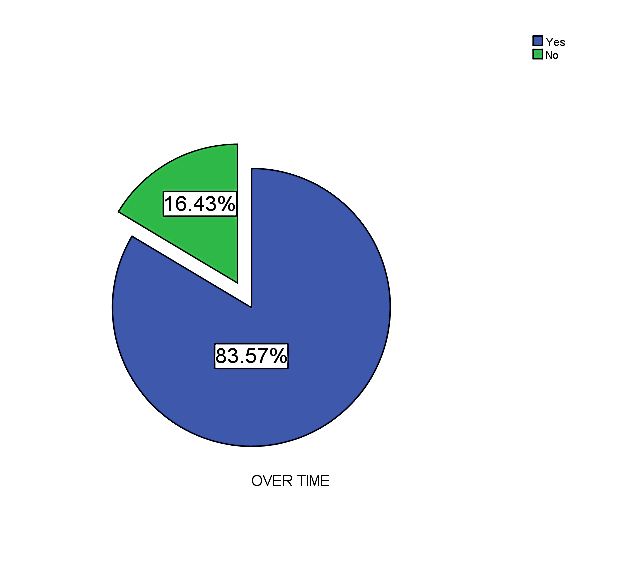 Yes
No
16.43%
83.57%
OVER TIME